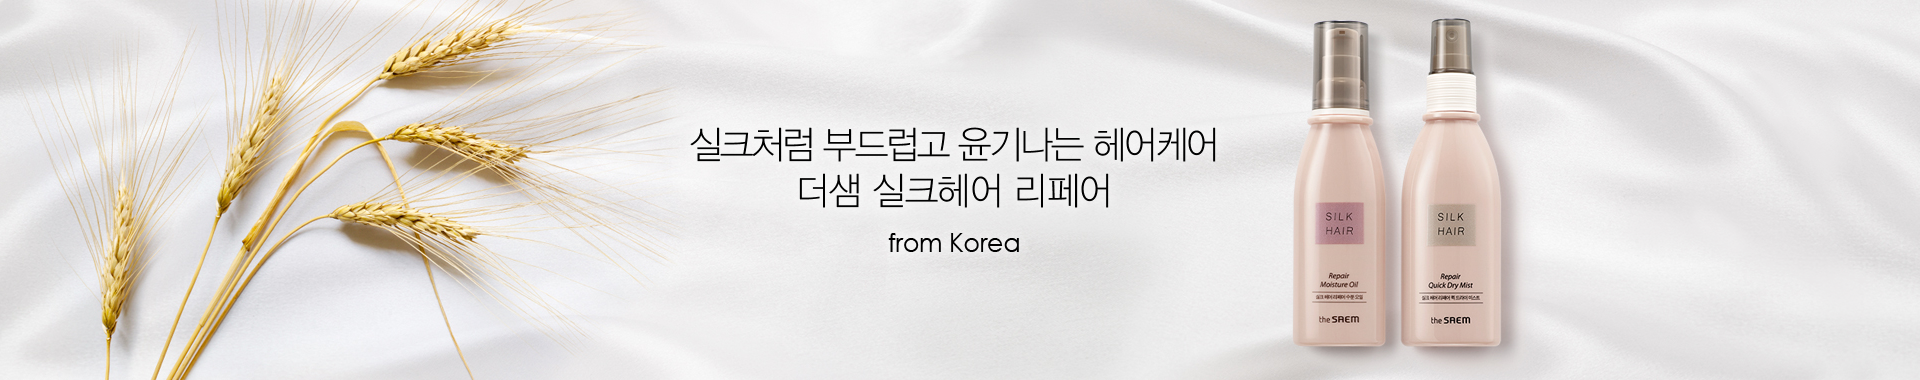 실크처럼 부드럽고 윤기나는 헤어케어
더샘 실크헤어 리페어
from Korea
SILK
HAIR
Repair
Moisture Oil
실크 헤어 리페어 수분 오일
the SAEM
SILK
HAIR
Repair
Quick Dry Mist
실크 헤어 리페어 퀵 드라이 미스트
the SAEM